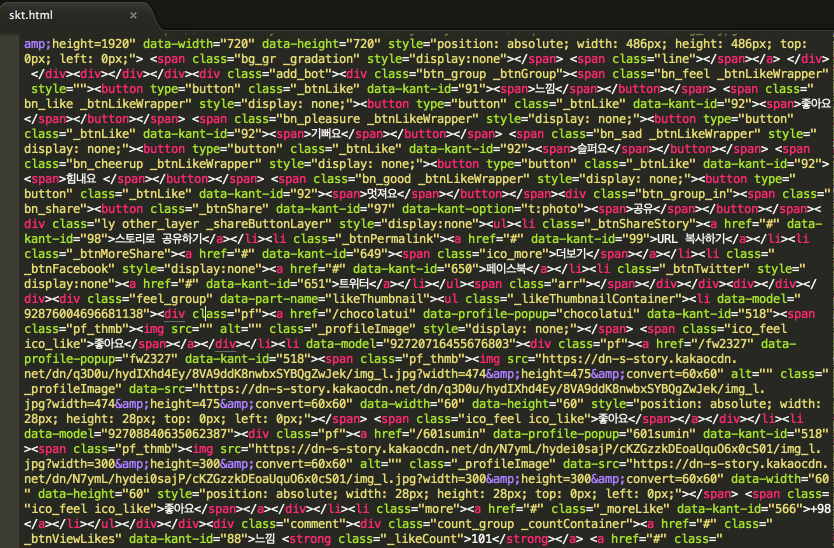 skt.html ×
amp;height=1920" data-width="720" data-height="720" style="position: absolute; width: 486px; height: 486px; top:
0px; left: 0px;"> <span class="bg_gr _gradation" style="display:none"></span> <span class="line"></span></a> </div>
</div><div></div></div><div class="add_bot"><div class="btn_group _btnGroup"><span class="bn_feel _btnLikeWrapper"
style=""><button type="button" class="_btnLike" data-kant-id="91"><span>느낌</span></button></span> <span class="
bn_like _btnLikeWrapper" style="display: none;"><button type="button" class="_btnLike" data-kant-id="92"><span>좋아요
</span></button></span> <span class="bn_pleasure _btnLikeWrapper" style="display: none;"><button type="button"
class="_btnLike" data-kant-id="92"><span>기뻐요</span></button></span> <span class="bn_sad _btnLikeWrapper" style="
display: none;"><button type="button" class="_btnLike" data-kant-id="92"><span>슬퍼요</span></button></span> <span
class="bn_cheerup _btnLikeWrapper" style="display: none;"><button type="button" class="_btnLike" data-kant-id="92">
<span>힘내요 </span></button></span> <span class="bn_good _btnLikeWrapper" style="display: none;"><button type="
button" class="_btnLike" data-kant-id="92"><span>멋져요</span></button></span><div class="btn_group_in"><span class="
bn_share"><button class="_btnShare" data-kant-id="97" data-kant-option="t:photo"><span>공유</span></button></span><
div class="ly other_layer _shareButtonLayer" style="display:none"><ul><li class="_btnShareStory"><a href="#" data-
kant-id="98">스토리로 공유하기</a></li><li class="_btnPermalink"><a href="#" data-kant-id="99">URL 복사하기</a></li><li
class="_btnMoreShare"><a href="#" data-kant-id="649"><span class="ico_more">더보기</span></a></li><li class="
_btnFacebook" style="display:none"><a href="#" data-kant-id="650">페이스북</a></li><li class="_btnTwitter" style="
display:none"><a href="#" data-kant-id="651">트위터</a></li></ul><span class="arr"></span></div></div></div></div></
div><div class="feel_group" data-part-name="likeThumbnail"><ul class="_likeThumbnailContainer"><li data-model="
92876004696681138"><div class="pf"><a href="/chocolatui" data-profile-popup="chocolatui" data-kant-id="518"><span
class="pf_thmb"><img src="" alt="" class="_profileImage" style="display: none;"></span> <span class="ico_feel
ico_like">좋아요</span></a></div></li><li data-model="92720716455676803"><div class="pf"><a href="/fw2327" data-
profile-popup="fw2327" data-kant-id="518"><span class="pf_thmb"><img src="https://dn-s-story.kakaocdn.
net/dn/q3D0u/hydIXhd4Ey/8VA9ddK8nwbxSYBQgZwJek/img_l.jpg?width=474&amp;height=475&amp;convert=60x60" alt="" class="
_profileImage" data-src="https://dn-s-story.kakaocdn.net/dn/q3D0u/hydIXhd4Ey/8VA9ddK8nwbxSYBQgZwJek/img_l.
jpg?width=474&amp;height=475&amp;convert=60x60" data-width="60" data-height="60" style="position: absolute; width:
28px; height: 28px; top: 0px; left: 0px;"></span> <span class="ico_feel ico_like">좋아요</span></a></div></li><li
data-model="92708840635062387"><div class="pf"><a href="/601sumin" data-profile-popup="601sumin" data-kant-id="518"
><span class="pf_thmb"><img src="https://dn-s-story.kakaocdn.net/dn/N7ymL/hydei0sajP/cKZGzzkDEoaUquO6x0cS01/img_l.
jpg?width=300&amp;height=300&amp;convert=60x60" alt="" class="_profileImage" data-src="https://dn-s-story.kakaocdn.
net/dn/N7ymL/hydei0sajP/cKZGzzkDEoaUquO6x0cS01/img_l.jpg?width=300&amp;height=300&amp;convert=60x60" data-width="60
" data-height="60" style="position: absolute; width: 28px; height: 28px; top: 0px; left: 0px;"></span> <span class=
"ico_feel ico_like">좋아요</span></a></div></li><li class="more"><a href="#" class="_moreLike" data-kant-id="566">+98
</a></li></ul></div></div></div><div class="comment"><div class="count_group _countContainer"><a href="#" class="
_btnViewLikes" data-kant-id="88">느낌 <strong class="_likeCount">101</strong></a> <a href="#" class="